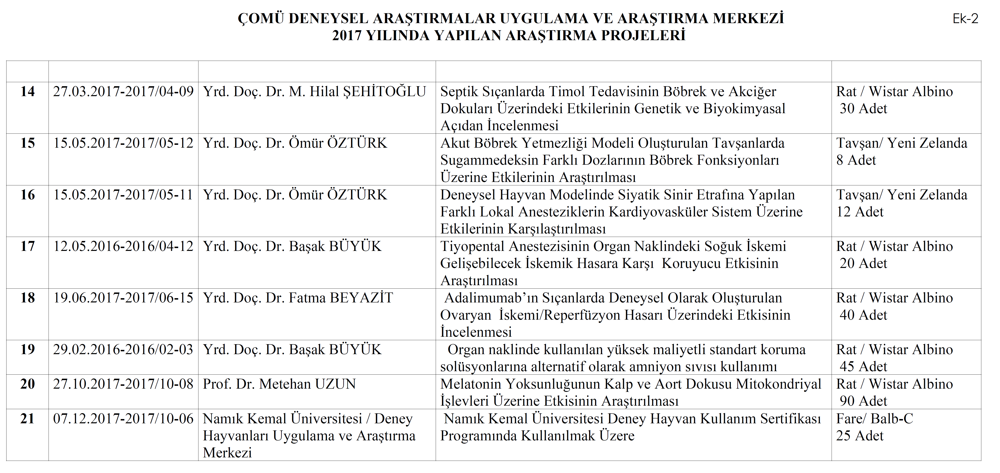 ÇOMÜ DENEYSEL ARAŞTIRMALAR UYGULAMA VE ARAŞTIRMA MERKEZİ
Ek-2
2017 YILINDA YAPILAN ARAŞTIRMA PROJELERİ
14 27.03.2017-2017/04-09 Yrd. Doç. Dr. M. Hilal ŞEHİTOĞLU Septik Sıçanlarda Timol Tedavisinin Böbrek ve Akciğer Rat / Wistar Albino
Dokuları Üzerindeki Etkilerinin Genetik ve Biyokimyasal 30 Adet
Açıdan İncelenmesi
15 15.05.2017-2017/05-12 Yrd. Doç. Dr. Ömür ÖZTÜRK Akut Böbrek Yetmezliği Modeli Oluşturulan Tavşanlarda Tavşan/ Yeni Zelanda
Sugammedeksin Farklı Dozlarının Böbrek Fonksiyonları 8 Adet
Üzerine Etkilerinin Araştırılması
16 15.05.2017-2017/05-11 Yrd. Doç. Dr. Ömür ÖZTÜRK Deneysel Hayvan Modelinde Siyatik Sinir Etrafına Yapılan Tavşan/ Yeni Zelanda
Farklı Lokal Anesteziklerin Kardiyovasküler Sistem Üzerine 12 Adet
Etkilerinin Karşılaştırılması
17 12.05.2016-2016/04-12 Yrd. Doç. Dr. Başak BÜYÜK Tiyopental Anestezisinin Organ Naklindeki Soğuk İskemi Rat / Wistar Albino
Gelişebilecek İskemik Hasara Karşı Koruyucu Etkisinin 20 Adet
Araştırılması
18 19.06.2017-2017/06-15 Yrd. Doç. Dr. Fatma BEYAZİT Adalimumab’ın Sıçanlarda Deneysel Olarak Oluşturulan Rat / Wistar Albino
Ovaryan İskemi/Reperfüzyon Hasarı Üzerindeki Etkisinin 40 Adet
İncelenmesi
19 29.02.2016-2016/02-03 Yrd. Doç. Dr. Başak BÜYÜK Organ naklinde kullanılan yüksek maliyetli standart koruma Rat / Wistar Albino
solüsyonlarına alternatif olarak amniyon sıvısı kullanımı 45 Adet
20 27.10.2017-2017/10-08 Prof. Dr. Metehan UZUN Melatonin Yoksunluğunun Kalp ve Aort Dokusu Mitokondriyal Rat / Wistar Albino
İşlevleri Üzerine Etkisinin Araştırılması 90 Adet
21 07.12.2017-2017/10-06 Namık Kemal Üniversitesi / Deney Namık Kemal Üniversitesi Deney Hayvan Kullanım Sertifikası Fare/ Balb-C
Hayvanları Uygulama ve Araştırma Programında Kullanılmak Üzere 25 Adet
Merkezi